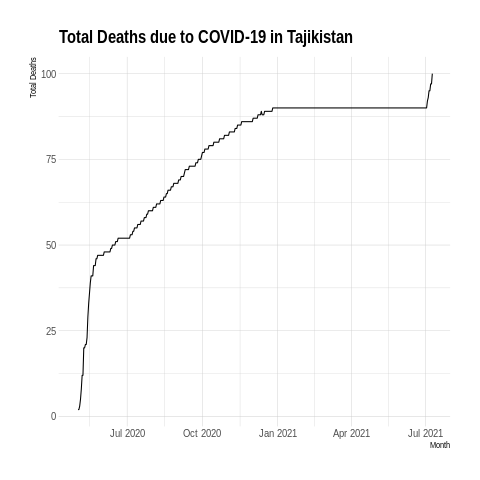 Total Deaths due to COVID-19 in Tajikistan
Total Deaths
100
75
50
25
0
Jul 2020 Oct 2020 Jan 2021 Apr 2021 Jul 2021
Month